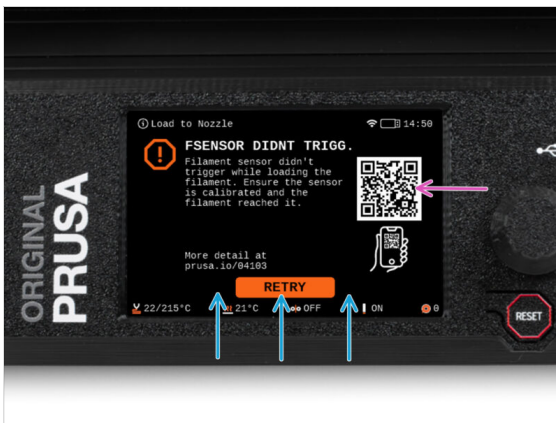 Load to Nozzle
14:50
FSENSOR DIDNT TRIGG.
Filament sensor didn't
trigger while loading the
filament. Ensure the sensor
is calibrated and the
filament reached it.
More detail at
prusa.io/04103
RETRY
22/215°C
21°C
OFF
ON
0
ORIGINAL
PRUSA
RESET